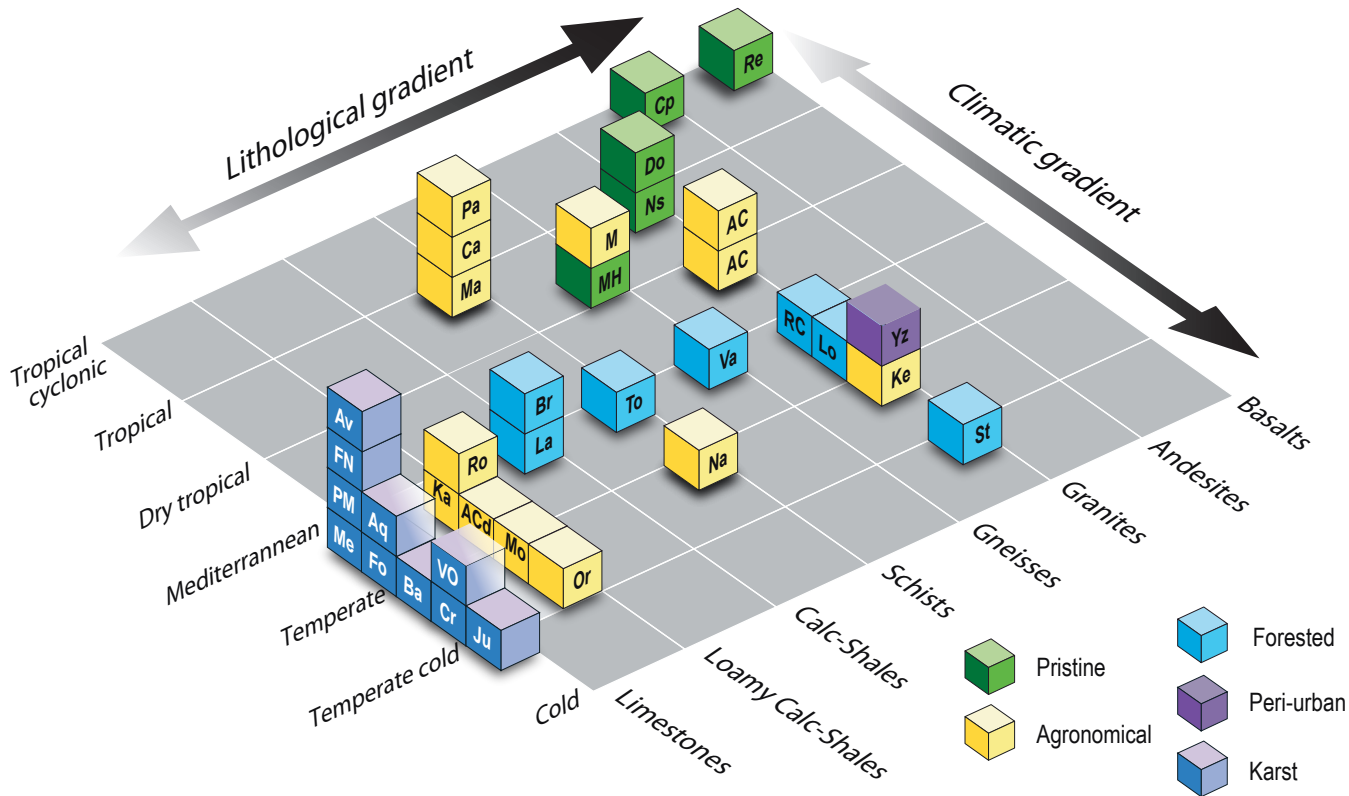 Lithological gradient
Climatic gradient
Re
Cp
Do
Ns
Pa
Ca
Ma
M
MH
AC
AC
RC
Lo
Yz
Ke
Va
To
Br
La
St
Na
Av
FN
PM
Me
Aq
Fo
Ba
VO
Cr
Ju
Ro
Ka
ACd
Mo
Or
Tropical
cyclonic
Tropical
Dry tropical
Mediterrannean
Temperate
Temperate cold
Cold
Limestones
Loamy Calc-Shales
Calc-Shales
Schists
Gneisses
Granites
Andesites
Basalts
Pristine
Agronomical
Forested
Peri-urban
Karst